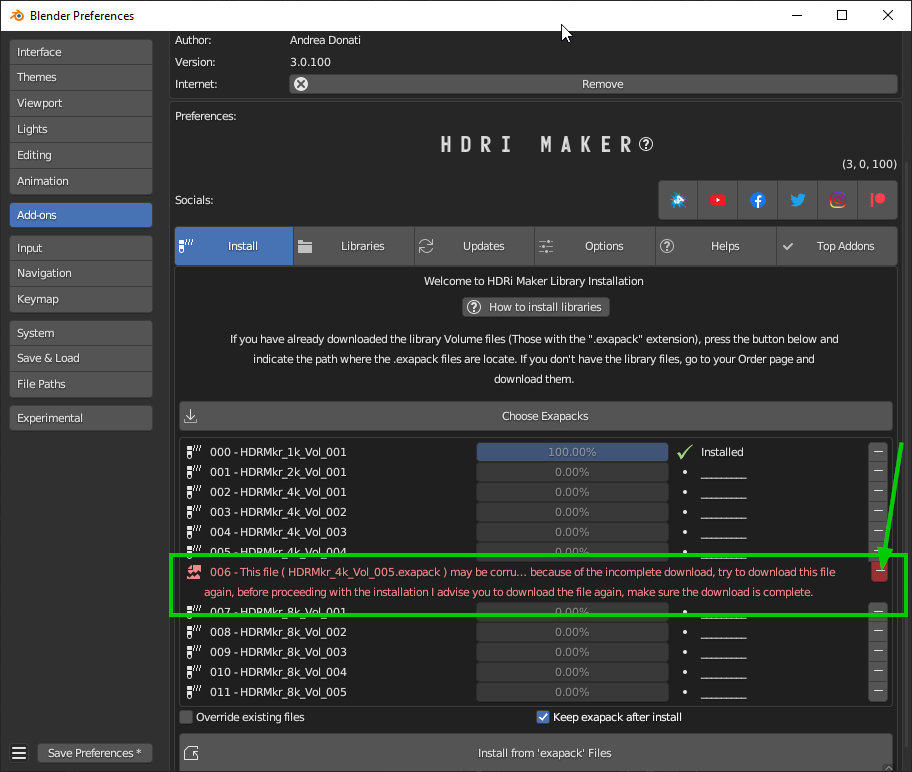 Blender Preferences
Interface
Themes
Viewport
Lights
Editing
Animation
Add-ons
Input
Navigation
Keymap
System
Save & Load
File Paths
Experimental
Save Preferences *
Author: Andrea Donati
Version: 3.0.100
Internet: Remove
Preferences:
HDRI MAKER
(3, 0, 100)
Socials:
Install Libraries Updates Options Helps Top Addons
Welcome to HDRi Maker Library Installation
How to install libraries
If you have already downloaded the library Volume files (Those with the ".exapack" extension), press the button below and
indicate the path where the .exapack files are locate. If you don't have the library files, go to your Order page and
download them.
Choose Exapacks
000 - HDRMkr_1k_Vol_001 100.00% Installed
001 - HDRMkr_2k_Vol_001 0.00% _________
002 - HDRMkr_4k_Vol_001 0.00% _________
003 - HDRMkr_4k_Vol_002 0.00% _________
004 - HDRMkr_4k_Vol_003 0.00% _________
005 - HDRMkr_4k_Vol_004 0.00%
006 - This file ( HDRMkr_4k_Vol_005.exapack ) may be corru... because of the incomplete download, try to download this file
again, before proceeding with the installation I advise you to download the file again, make sure the download is complete.
007 - HDRMkr_8k_Vol_001 0.00%
008 - HDRMkr_8k_Vol_002 0.00% _________
009 - HDRMkr_8k_Vol_003 0.00% _________
010 - HDRMkr_8k_Vol_004 0.00% _________
011 - HDRMkr_8k_Vol_005 0.00% _________
Override existing files Keep exapack after install
Install from 'exapack' Files